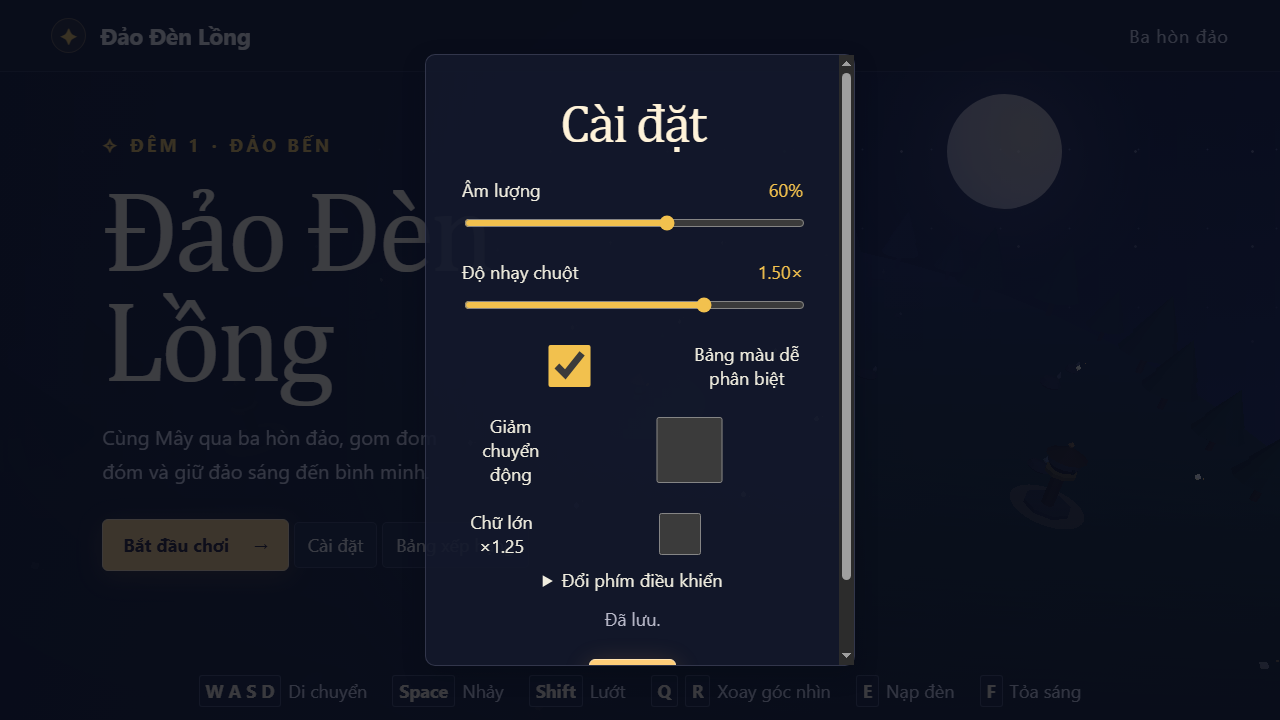 Đảo Đèn Lồng
Ba hòn đảo
ĐÊM 1 · ĐẢO BẾN
Đảo Đèn
Lồng
Cùng Mây qua ba hòn đảo, gom đom
đóm và giữ đảo sáng đến bình minh
Bắt đầu chơi →
Cài đặt
Bảng xếp
Cài đặt
Âm lượng 60%
Độ nhạy chuột 1.50×
Bảng màu dễ
phân biệt
Giảm
chuyển
động
Chữ lớn
×1.25
Đổi phím điều khiển
Đã lưu.
W A S D Di chuyển Space Nhảy Shift Lướt Q R Xoay góc nhìn E Nạp đèn F Tỏa sáng